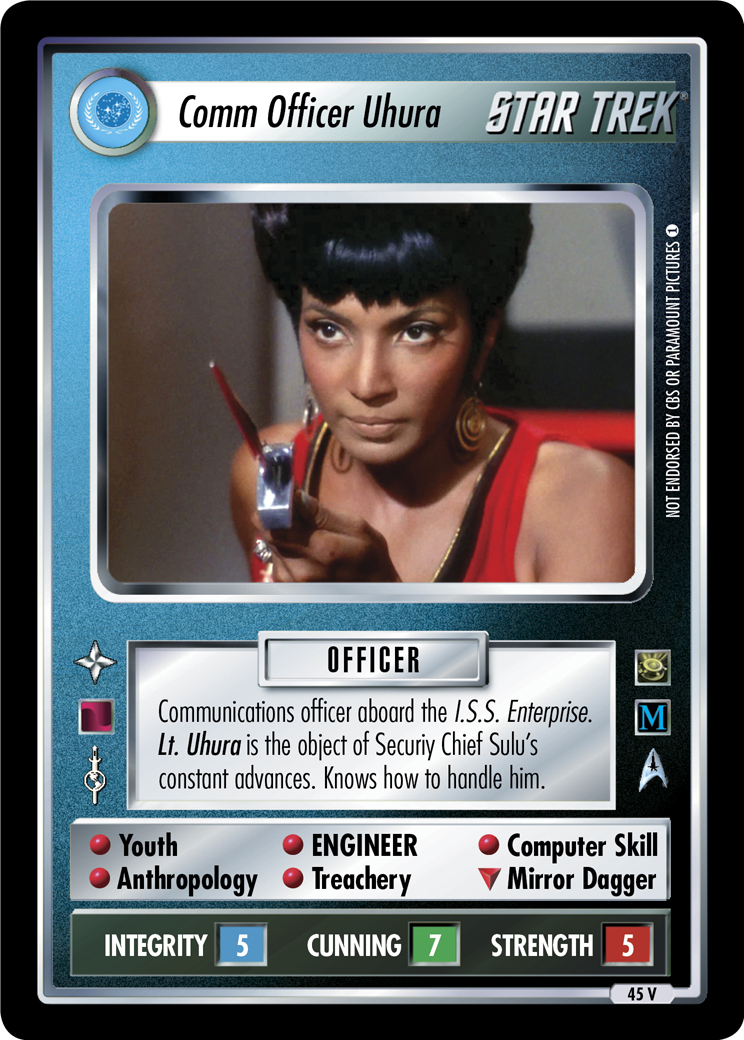 Comm Officer Uhura
STAR TREK®
NOT ENDORSED BY CBS OR PARAMOUNT PICTURES 1
OFFICER
Communications officer aboard the I.S.S. Enterprise.
Lt. Uhura is the object of Securiy Chief Sulu's
constant advances. Knows how to handle him.
M
Youth ENGINEER Computer Skill
Anthropology Treachery Mirror Dagger
INTEGRITY 5 CUNNING 7 STRENGTH 5
45 V